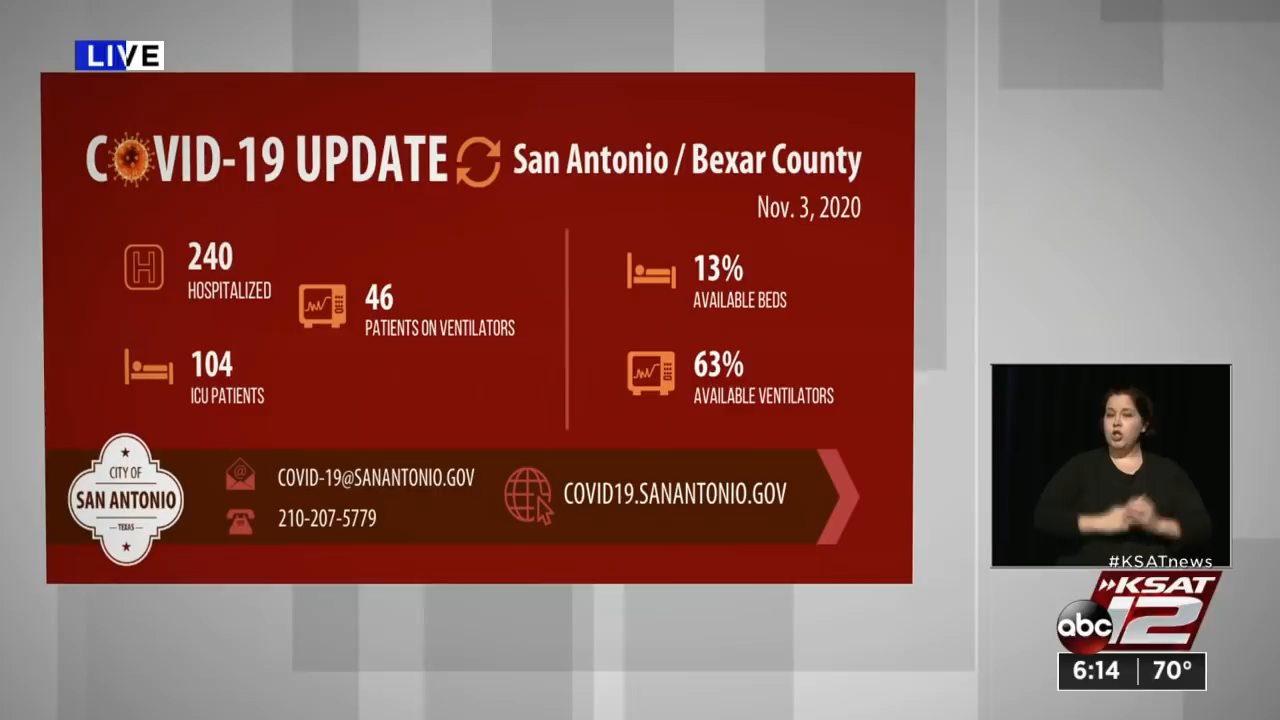 LIVE
COVID-19 UPDATE
San Antonio / Bexar County
Nov. 3, 2020
240
HOSPITALIZED
46
PATIENTS ON VENTILATORS
104
ICU PATIENTS
13%
AVAILABLE BEDS
63%
AVAILABLE VENTILATORS
CITY OF
SAN ANTONIO
TEXAS
COVID-19@SANANTONIO.GOV
210-207-5779
COVID19.SANANTONIO.GOV
#KSATnews
KSAT
abc 12
6:14 70°